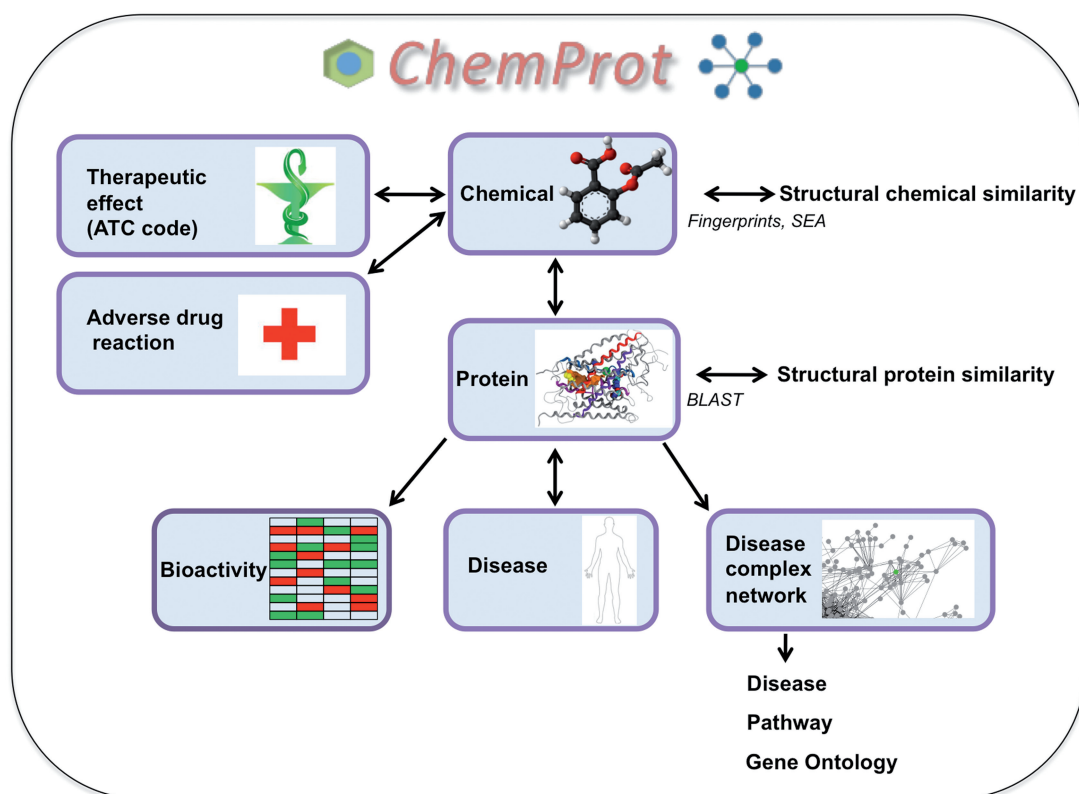 ChemProt
Therapeutic
effect
(ATC code)
Chemical
Structural chemical similarity
Fingerprints, SEA
Adverse drug
reaction
Protein
Structural protein similarity
BLAST
Bioactivity
Disease
Disease
complex
network
Disease
Pathway
Gene Ontology